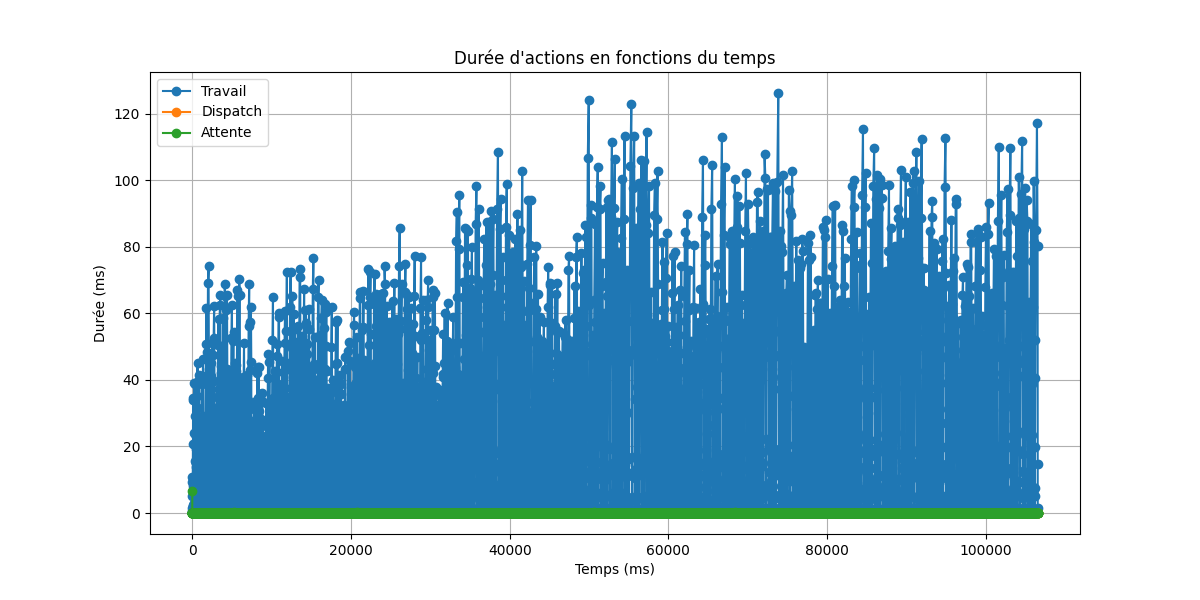 Durée d'actions en fonctions du temps
Travail
Dispatch
Attente
Durée (ms)
120
100
80
60
40
20
0
0 20000 40000 60000 80000 100000
Temps (ms)